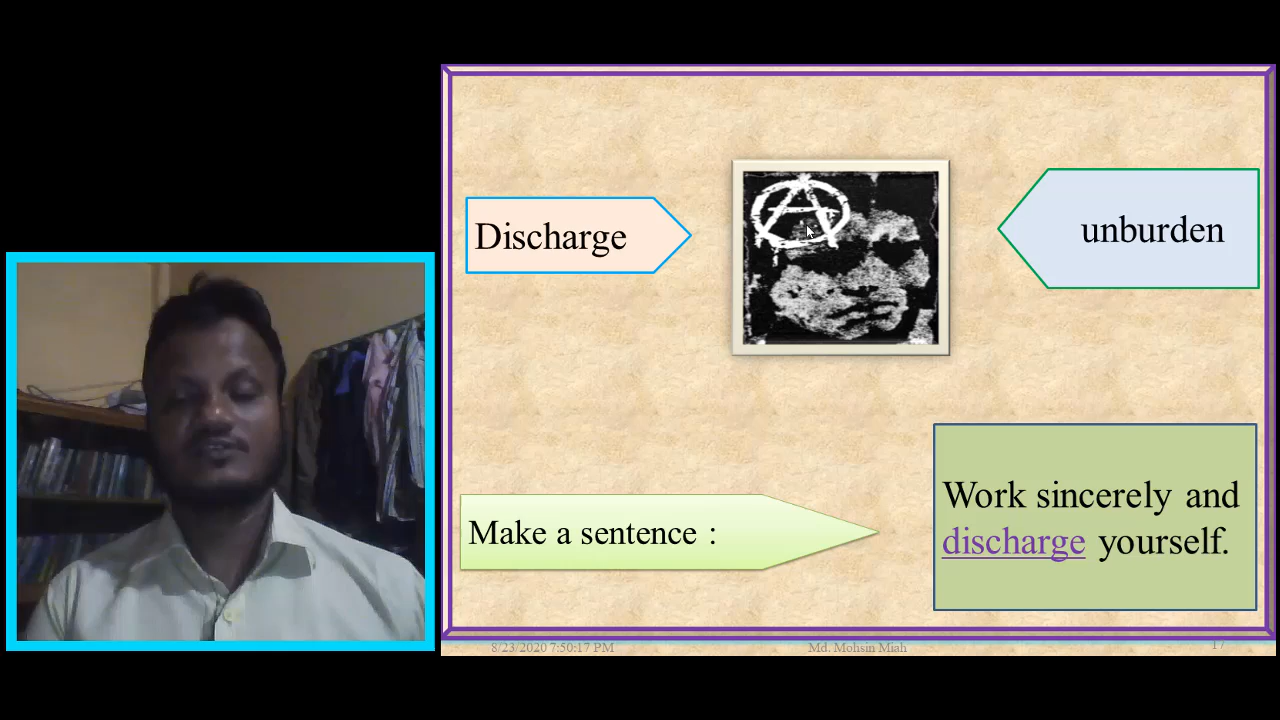 Discharge
unburden
Make a sentence :
Work sincerely and
discharge yourself.
8/23/2020 7:50:17 PM
Md. Mohsin Miah
17